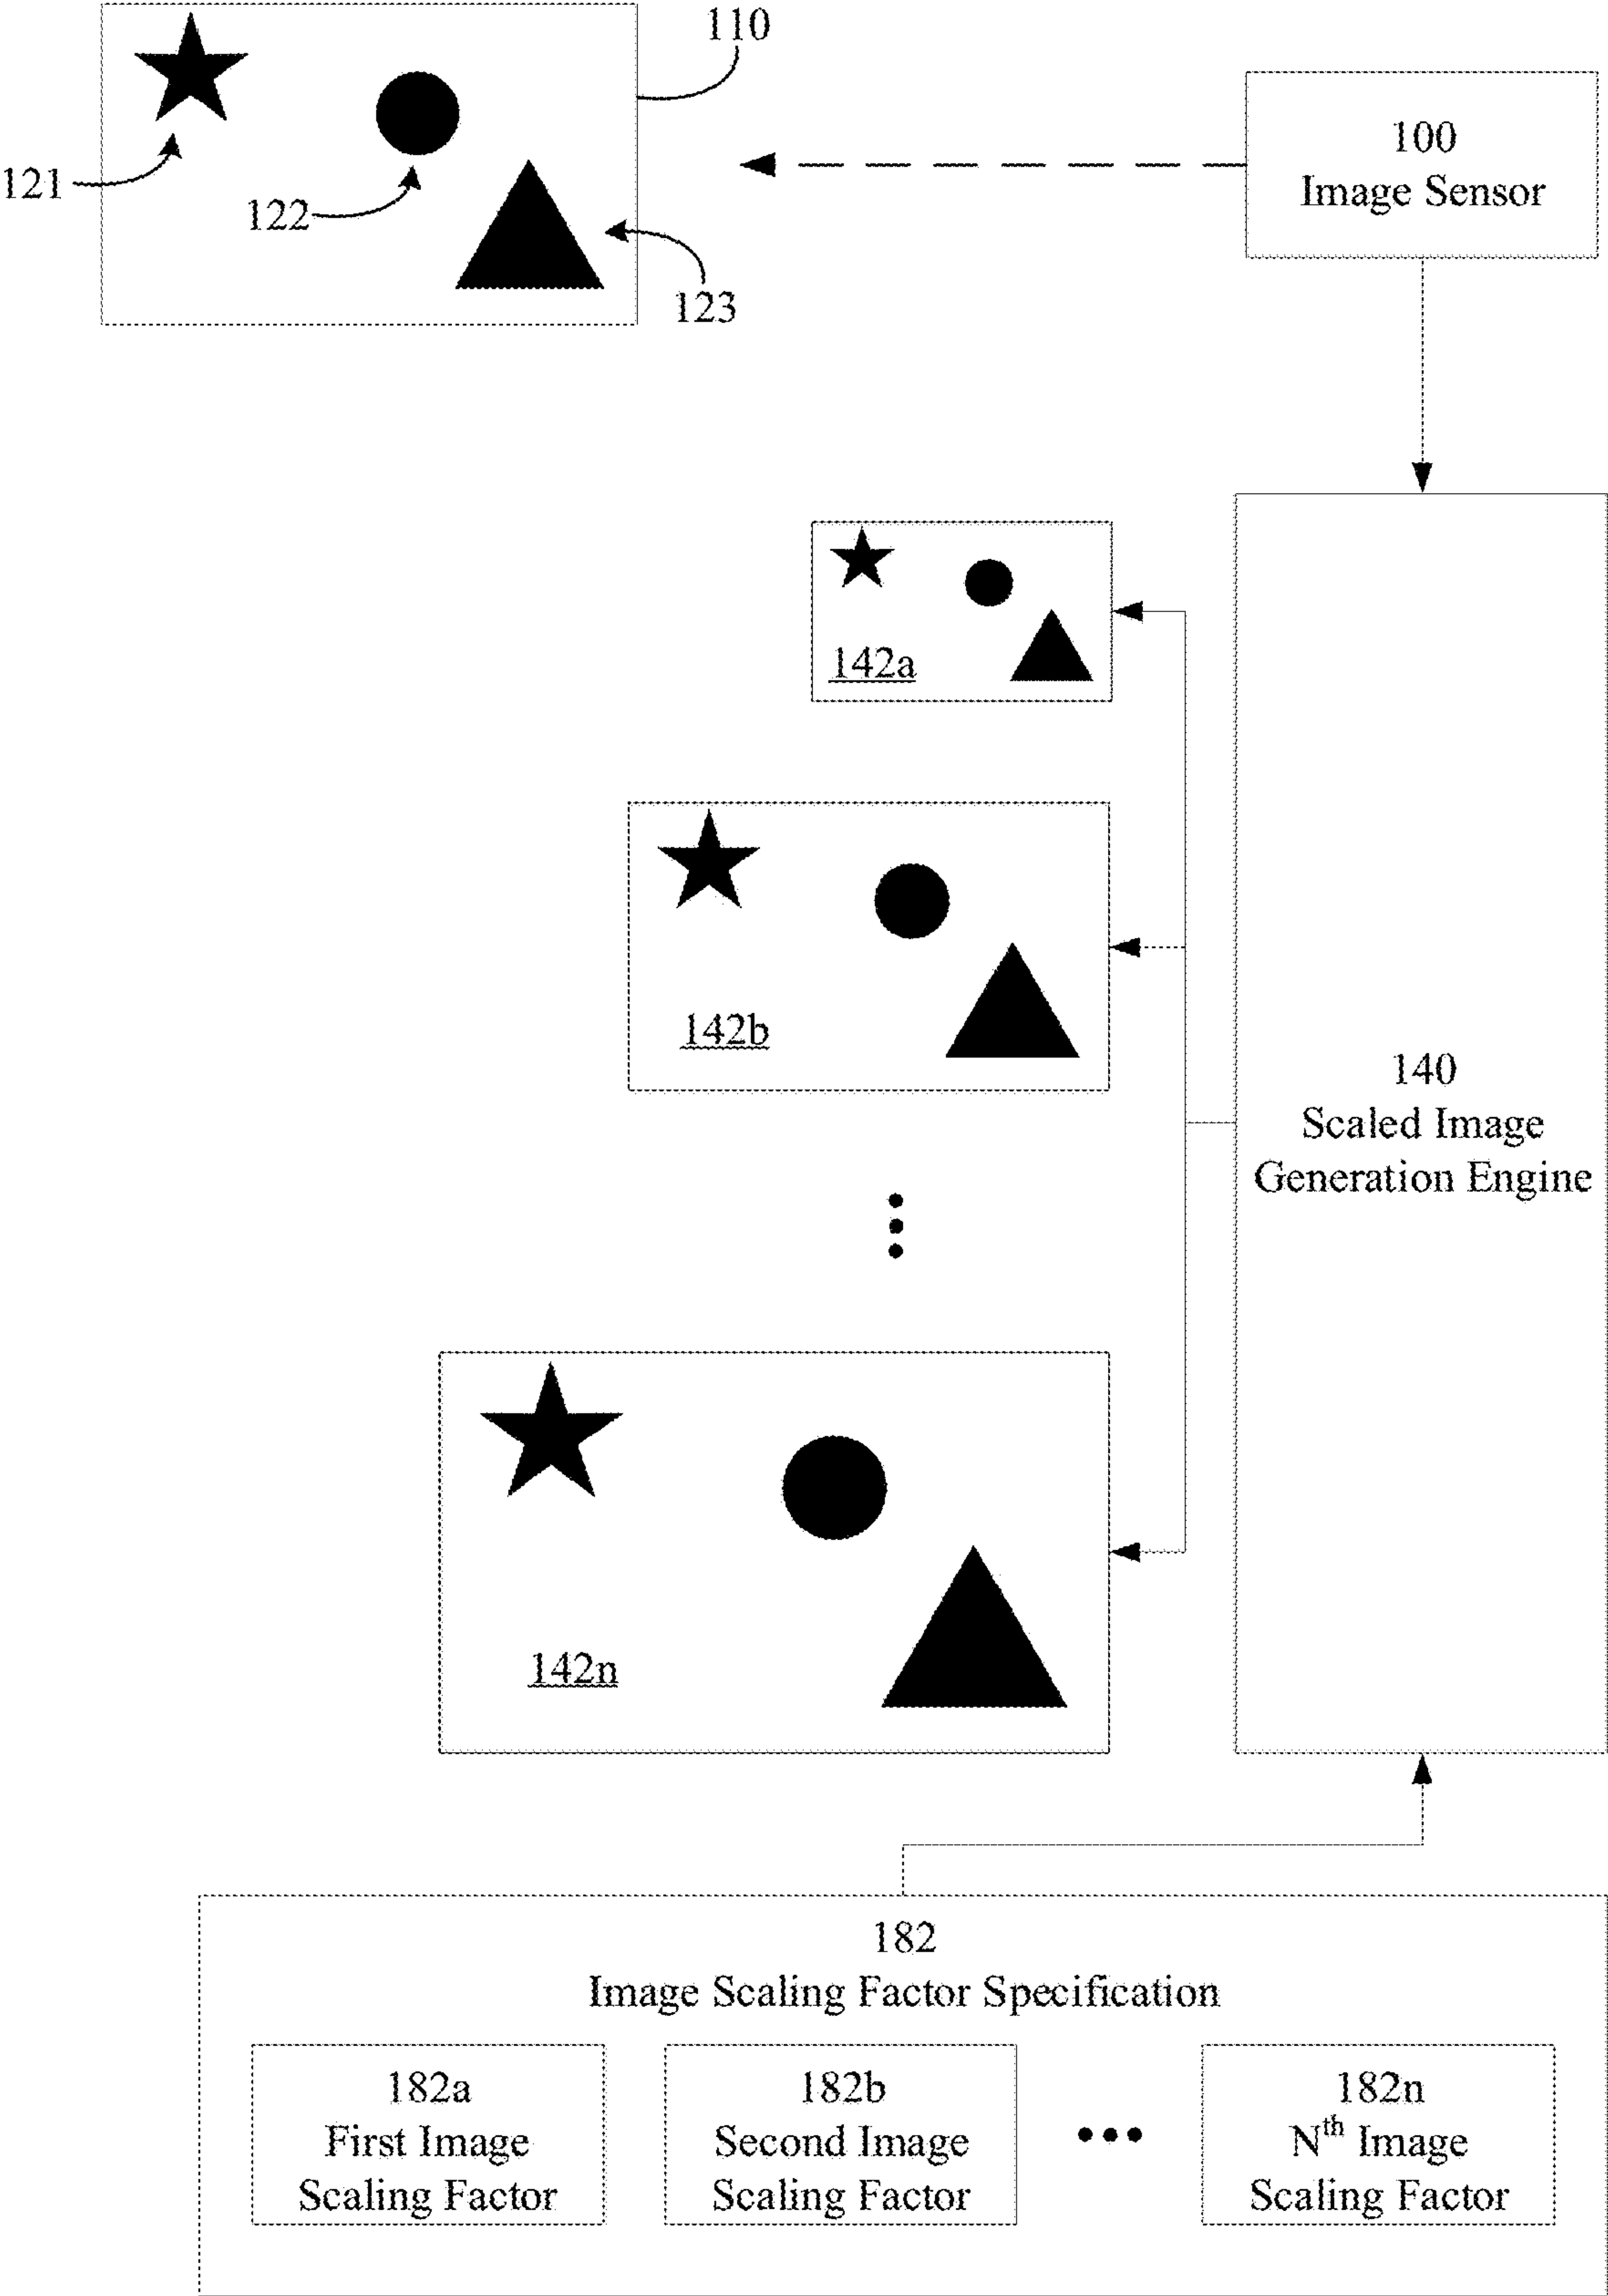 110
121
122
123
100
Image Sensor
142a
142b
142n
140
Scaled Image
Generation Engine
182
Image Scaling Factor Specification
182a
First Image
Scaling Factor
182b
Second Image
Scaling Factor
182n
Nth Image
Scaling Factor